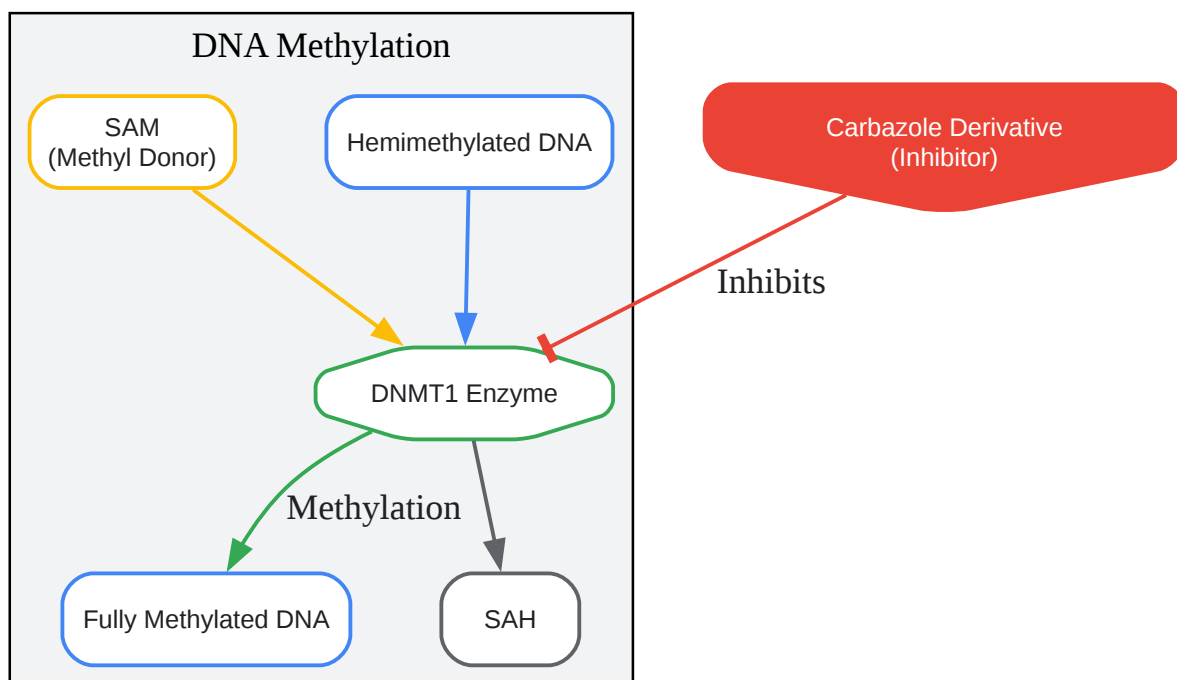 DNA Methylation
SAM
(Methyl Donor)
Hemimethylated DNA
Carbazole Derivative
(Inhibitor)
Inhibits
DNMT1 Enzyme
Methylation
Fully Methylated DNA
SAH